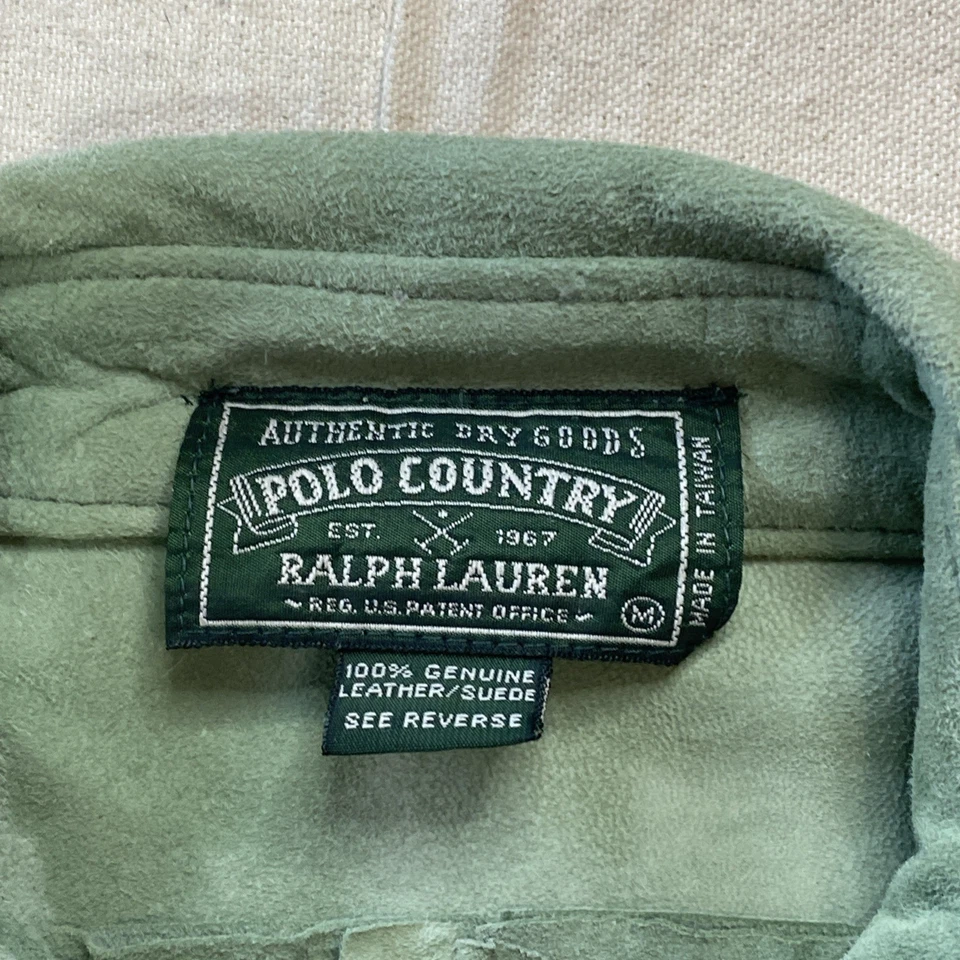 AUTHENTIC DRY GOODS
POLO COUNTRY
EST. 1967
RALPH LAUREN
~REG. U.S. PATENT OFFICE~
M
MADE IN TAIWAN
100% GENUINE
LEATHER/SUEDE
SEE REVERSE